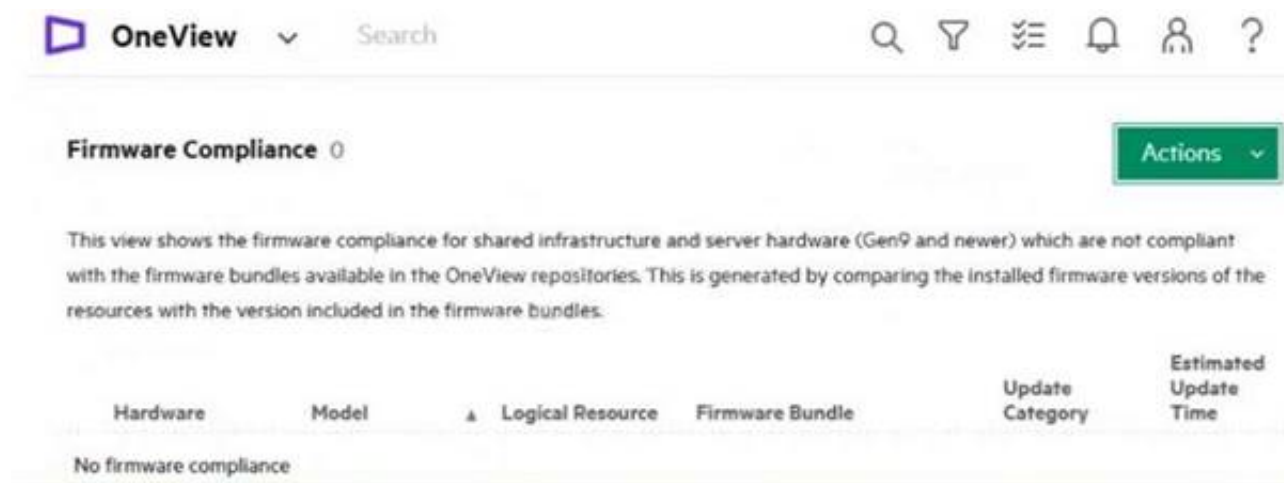 OneView Search ?
Firmware Compliance 0 Actions
This view shows the firmware compliance for shared infrastructure and server hardware (Gen9 and newer) which are not compliant
with the firmware bundles available in the OneView repositories. This is generated by comparing the installed firmware versions of the
resources with the version included in the firmware bundles.
Hardware Model Logical Resource Firmware Bundle Update Category Estimated Update Time
No firmware compliance